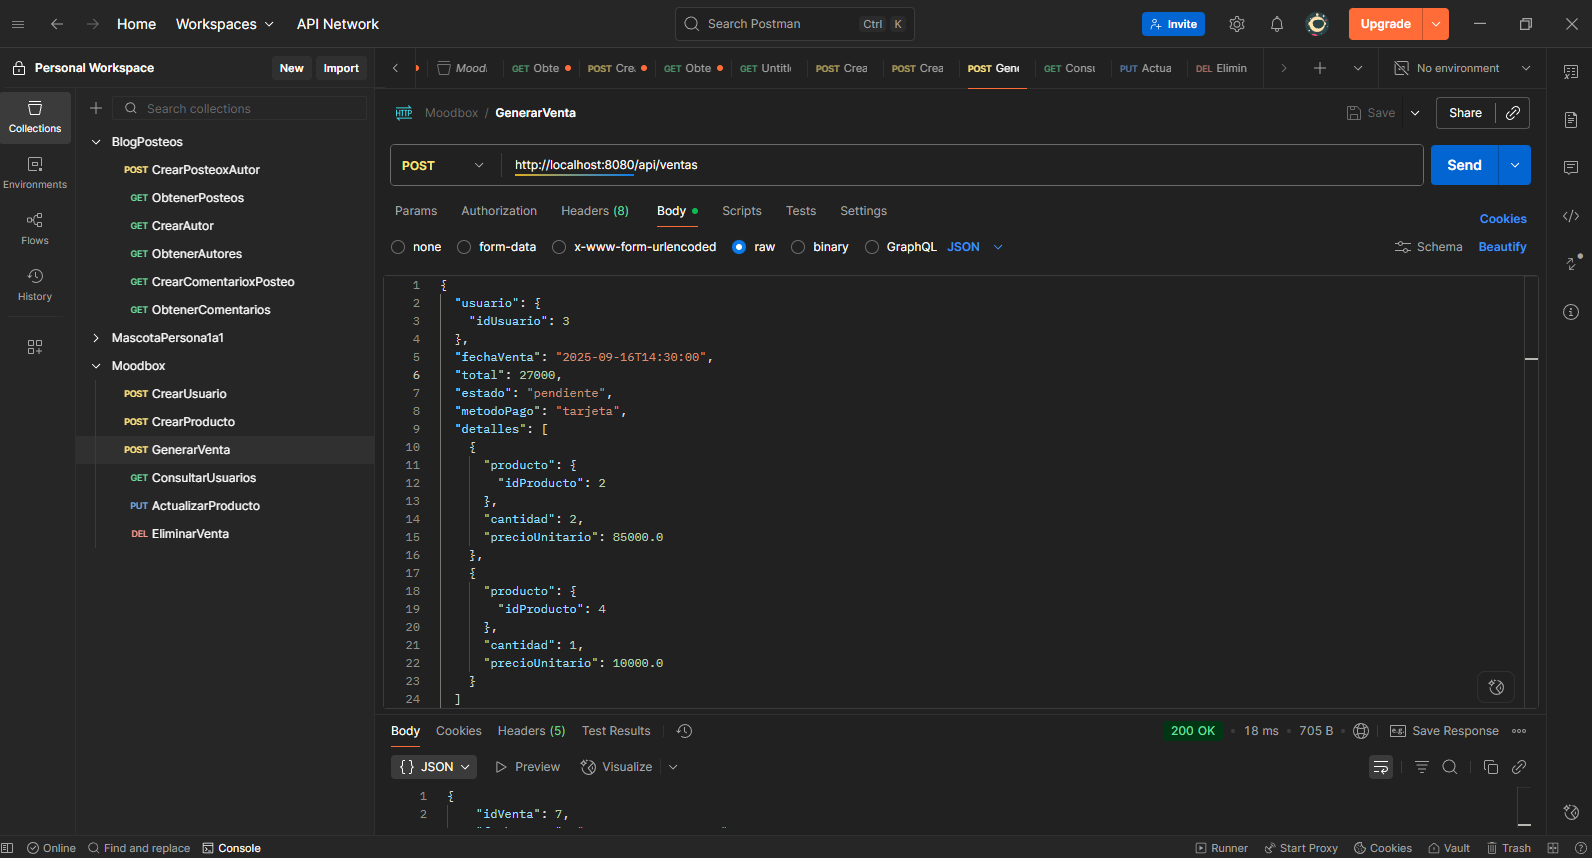 Home
Workspaces
API Network
Search Postman
Ctrl
K
Invite
Upgrade
Personal Workspace
New
Import
Moodl
GET Obte
POST Cre
GET Obte
GET Untitl
POST Crea
POST Crea
POST Gene
GET Consu
PUT Actua
DEL Elimin
No environment
Collections
Environments
Flows
History
Search collections
BlogPosteos
POST CrearPosteoxAutor
GET ObtenerPosteos
GET CrearAutor
GET ObtenerAutores
GET CrearComentarioxPosteo
GET ObtenerComentarios
MascotaPersona1a1
Moodbox
POST CrearUsuario
POST CrearProducto
POST GenerarVenta
GET ConsultarUsuarios
PUT ActualizarProducto
DEL EliminarVenta
HTTP
Moodbox / GenerarVenta
Save
Share
POST
http://localhost:8080/api/ventas
Send
Params
Authorization
Headers (8)
Body
Scripts
Tests
Settings
Cookies
none
form-data
x-www-form-urlencoded
raw
binary
GraphQL
JSON
Schema
Beautify
1 {
2 "usuario": {
3 "idUsuario": 3
4 },
5 "fechaVenta": "2025-09-16T14:30:00",
6 "total": 27000,
7 "estado": "pendiente",
8 "metodoPago": "tarjeta",
9 "detalles": [
10 {
11 "producto": {
12 "idProducto": 2
13 },
14 "cantidad": 2,
15 "precioUnitario": 85000.0
16 },
17 {
18 "producto": {
19 "idProducto": 4
20 },
21 "cantidad": 1,
22 "precioUnitario": 10000.0
23 }
24 ]
Body
Cookies
Headers (5)
Test Results
200 OK
18 ms
705 B
e.g.
Save Response
{} JSON
Preview
Visualize
1 {
2 "idVenta": 7,
Online
Find and replace
Console
Runner
Start Proxy
Cookies
Vault
Trash